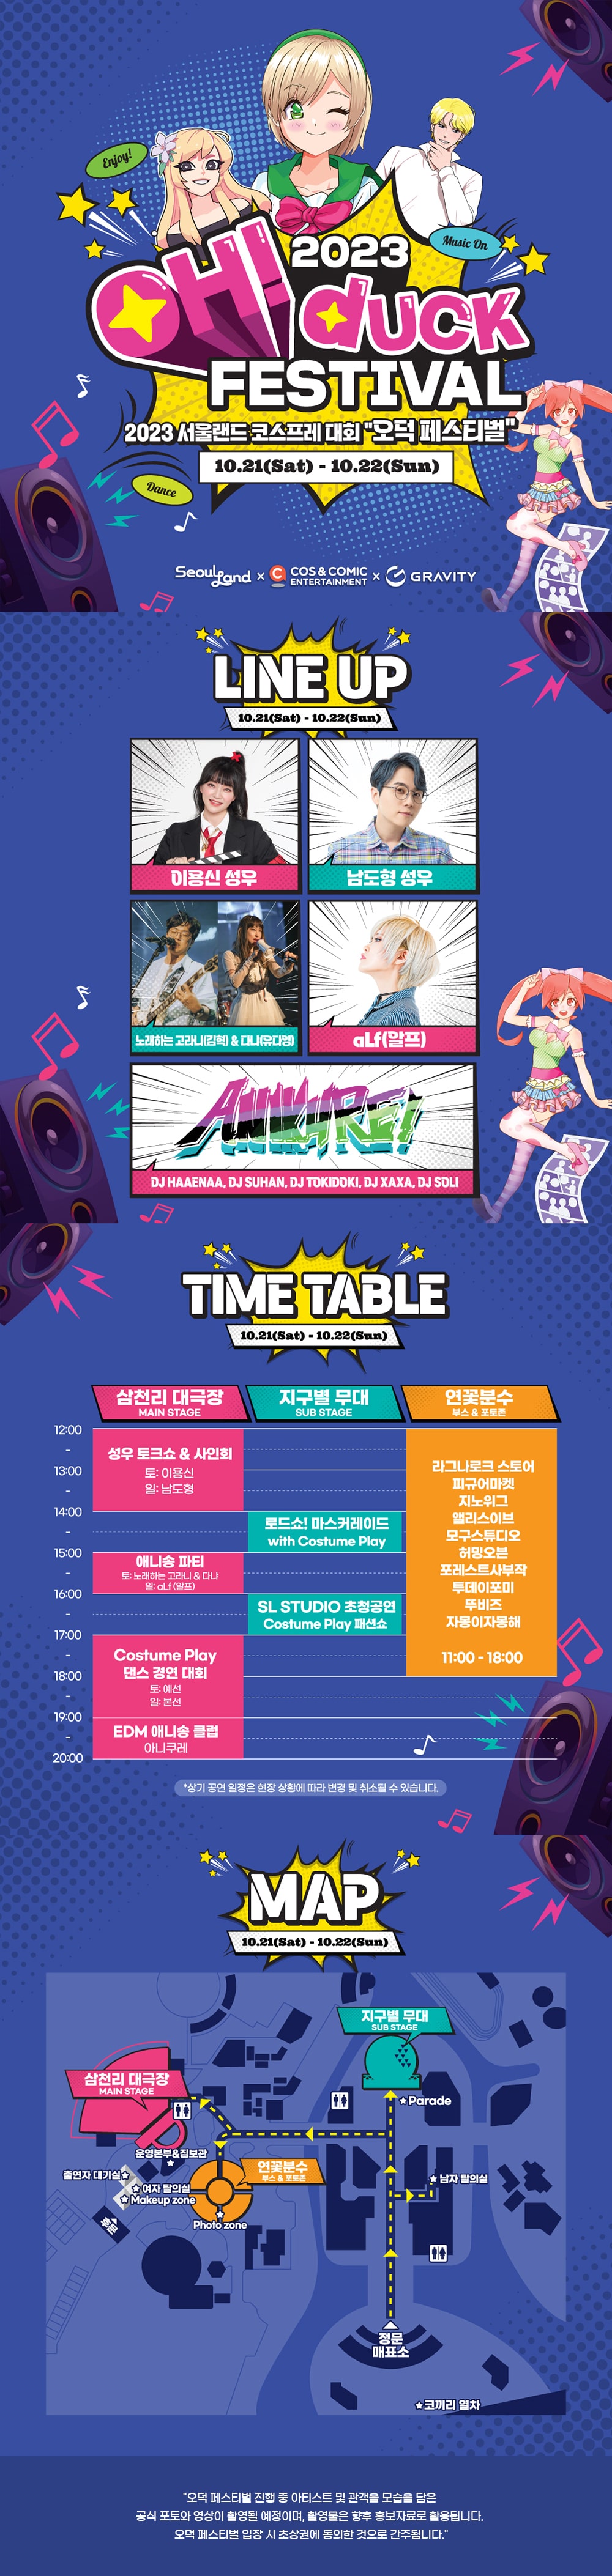 Enjoy!
Music On
2023
OH! duck
FESTIVAL
2023 서울랜드 코스프레 대회 "오덕 페스티벌"
10.21(Sat) - 10.22(Sun)
Dance
SeoulLand × COS & COMIC ENTERTAINMENT × GRAVITY
LINE UP
10.21(Sat) - 10.22(Sun)
이용신 성우
남도형 성우
노래하는 고라니(김혁) & 다나(유다영)
aLf(알프)
ANIKURE!
DJ HAAENAA, DJ SUHAN, DJ TOKIDOKI, DJ XAXA, DJ SOLI
TIME TABLE
10.21(Sat) - 10.22(Sun)
삼천리 대극장
MAIN STAGE
지구별 무대
SUB STAGE
연꽃분수
부스 & 포토존
12:00
-
13:00
-
14:00
-
15:00
-
16:00
-
17:00
-
18:00
-
19:00
-
20:00
성우 토크쇼 & 사인회
토: 이용신
일: 남도형
애니송 파티
토: 노래하는 고라니 & 다나
일: aLf (알프)
Costume Play
댄스 경연 대회
토: 예선
일: 본선
EDM 애니송 클럽
아니쿠레
로드쇼! 마스커레이드
with Costume Play
SL STUDIO 초청공연
Costume Play 패션쇼
라그나로크 스토어
피규어마켓
지노위그
앨리스이브
모구스튜디오
허밍오븐
포레스트사부작
투데이포미
뚜비즈
자몽이자몽해
11:00 - 18:00
*상기 공연 일정은 현장 상황에 따라 변경 및 취소될 수 있습니다.
MAP
10.21(Sat) - 10.22(Sun)
지구별 무대
SUB STAGE
삼천리 대극장
MAIN STAGE
Parade
운영본부&짐보관
연꽃분수
부스 & 포토존
출연자 대기실
여자 탈의실
Makeup zone
남자 탈의실
후문
Photo zone
정문
매표소
코끼리 열차
"오덕 페스티벌 진행 중 아티스트 및 관객을 모습을 담은
공식 포토와 영상이 촬영될 예정이며, 촬영물은 향후 홍보자료로 활용됩니다.
오덕 페스티벌 입장 시 초상권에 동의한 것으로 간주됩니다."